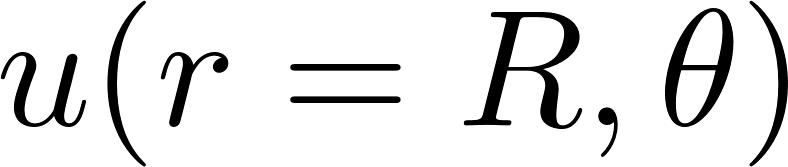 u(r = R, θ)